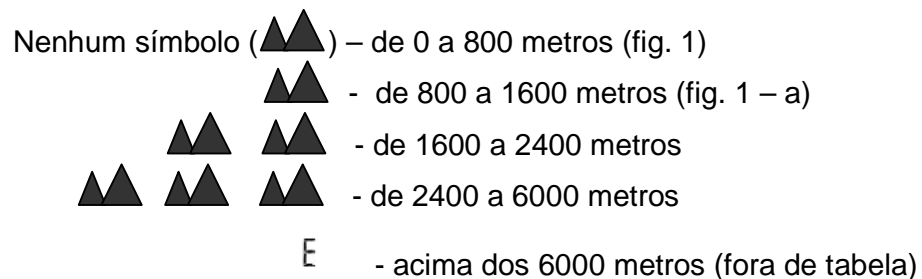 Nenhum símbolo ( ) – de 0 a 800 metros (fig. 1)
- de 800 a 1600 metros (fig. 1 – a)
- de 1600 a 2400 metros
- de 2400 a 6000 metros
E - acima dos 6000 metros (fora de tabela)